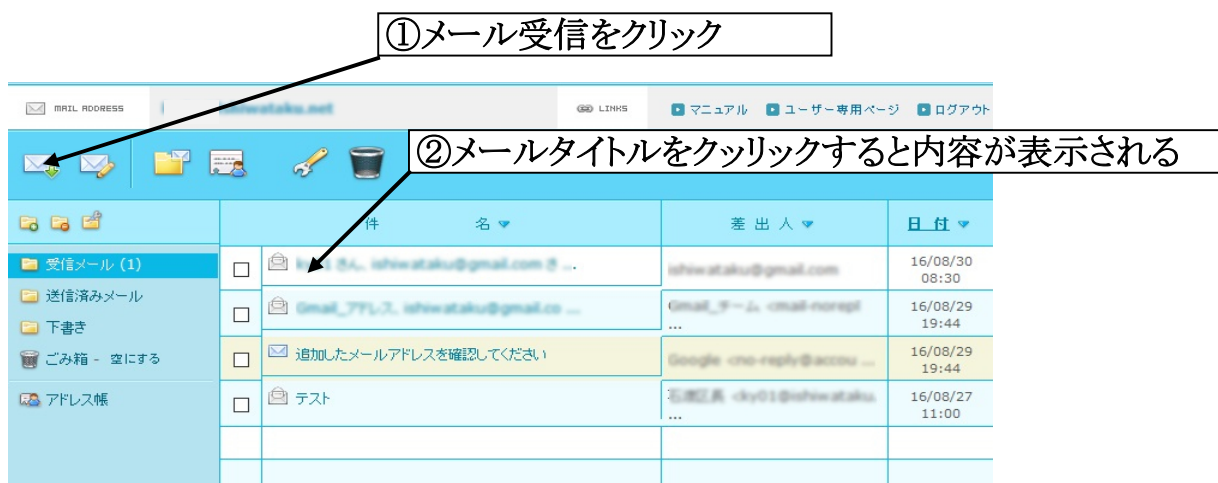 ①メール受信をクリック
MAIL ADDRESS
LINKS マニュアル ユーザー専用ページ ログアウト
②メールタイトルをクッリックすると内容が表示される
件 名 差出人 日付
受信メール (1)
送信済みメール
下書き
ごみ箱 - 空にする
アドレス帳
16/08/30
08:30
16/08/29
19:44
追加したメールアドレスを確認してください
16/08/29
19:44
テスト
16/08/27
11:00